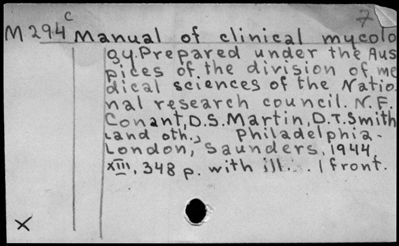 7
M294c Manual of clinical mycolo
gy. Prepared under the Aus
pices of the division of me
dical sciences of the Natio
nal research council. N.F.
Conant, D.S. Martin, D.T. Smith
[and oth.] Philadelphia-
London, Saunders, 1944.
XIII, 348 p. with ill... 1 front.
X